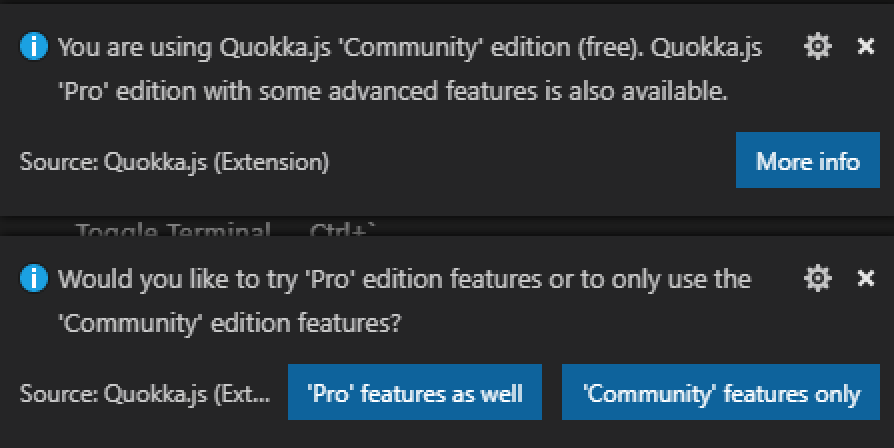 You are using Quokka.js 'Community' edition (free). Quokka.js
'Pro' edition with some advanced features is also available.
Source: Quokka.js (Extension)
More info
Toggle Terminal Ctrl+`
Would you like to try 'Pro' edition features or to only use the
'Community' edition features?
Source: Quokka.js (Ext...
'Pro' features as well
'Community' features only